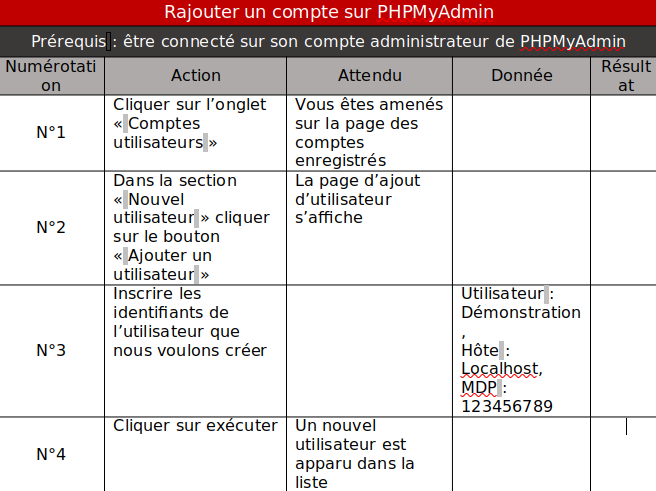 Rajouter un compte sur PHPMyAdmin
Prérequis : être connecté sur son compte administrateur de PHPMyAdmin
Numérotati
on
Action
Attendu
Donnée
Résult
at
N°1
Cliquer sur l’onglet
« Comptes
utilisateurs »
Vous êtes amenés
sur la page des
comptes
enregistrés
N°2
Dans la section
« Nouvel
utilisateur » cliquer
sur le bouton
« Ajouter un
utilisateur »
La page d’ajout
d’utilisateur
s’affiche
N°3
Inscrire les
identifiants de
l’utilisateur que
nous voulons créer
Utilisateur :
Démonstration
,
Hôte :
Localhost,
MDP :
123456789
N°4
Cliquer sur exécuter
Un nouvel
utilisateur est
apparu dans la
liste